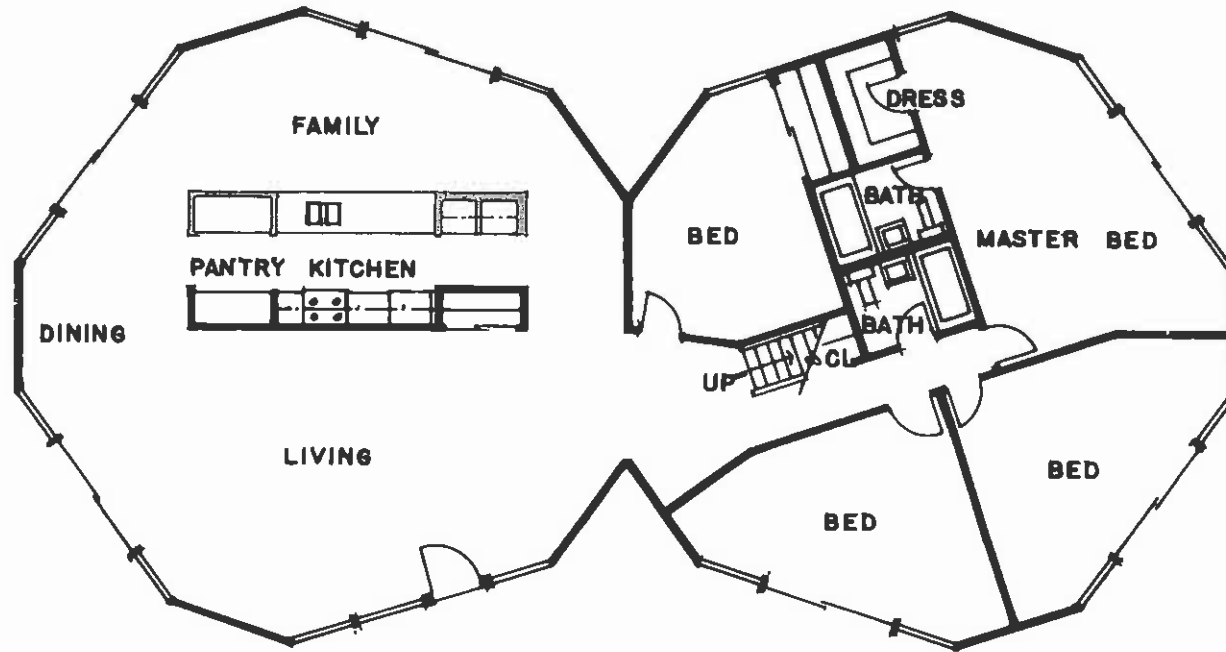 FAMILY
PANTRY KITCHEN
DINING
LIVING
DRESS
BATH
BED
MASTER BED
BATH
UP
CL
BED
BED